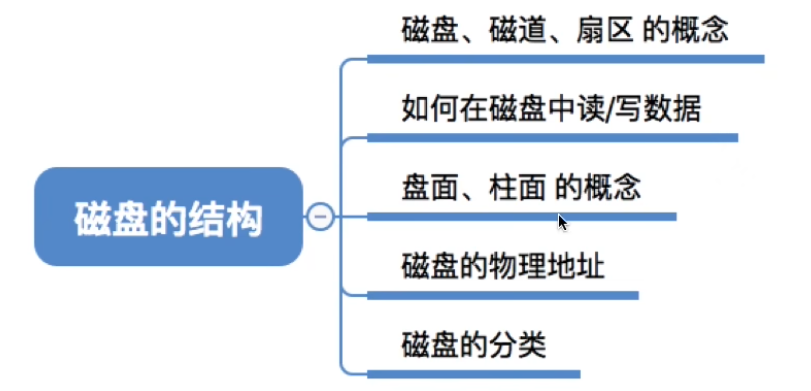 磁盘、磁道、扇区 的概念
如何在磁盘中读/写数据
盘面、柱面 的概念
磁盘的结构
磁盘的物理地址
磁盘的分类